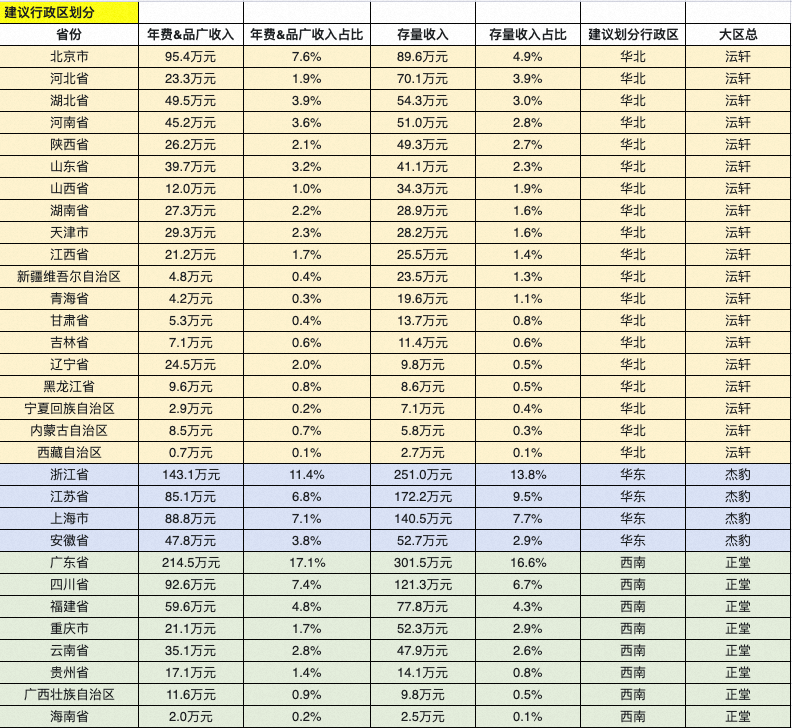 建议行政区划分
省份 年费&品广收入 年费&品广收入占比 存量收入 存量收入占比 建议划分行政区 大区总
北京市 95.4万元 7.6% 89.6万元 4.9% 华北 沄轩
河北省 23.3万元 1.9% 70.1万元 3.9% 华北 沄轩
湖北省 49.5万元 3.9% 54.3万元 3.0% 华北 沄轩
河南省 45.2万元 3.6% 51.0万元 2.8% 华北 沄轩
陕西省 26.2万元 2.1% 49.3万元 2.7% 华北 沄轩
山东省 39.7万元 3.2% 41.1万元 2.3% 华北 沄轩
山西省 12.0万元 1.0% 34.3万元 1.9% 华北 沄轩
湖南省 27.3万元 2.2% 28.9万元 1.6% 华北 沄轩
天津市 29.3万元 2.3% 28.2万元 1.6% 华北 沄轩
江西省 21.2万元 1.7% 25.5万元 1.4% 华北 沄轩
新疆维吾尔自治区 4.8万元 0.4% 23.5万元 1.3% 华北 沄轩
青海省 4.2万元 0.3% 19.6万元 1.1% 华北 沄轩
甘肃省 5.3万元 0.4% 13.7万元 0.8% 华北 沄轩
吉林省 7.1万元 0.6% 11.4万元 0.6% 华北 沄轩
辽宁省 24.5万元 2.0% 9.8万元 0.5% 华北 沄轩
黑龙江省 9.6万元 0.8% 8.6万元 0.5% 华北 沄轩
宁夏回族自治区 2.9万元 0.2% 7.1万元 0.4% 华北 沄轩
内蒙古自治区 8.5万元 0.7% 5.8万元 0.3% 华北 沄轩
西藏自治区 0.7万元 0.1% 2.7万元 0.1% 华北 沄轩
浙江省 143.1万元 11.4% 251.0万元 13.8% 华东 杰豹
江苏省 85.1万元 6.8% 172.2万元 9.5% 华东 杰豹
上海市 88.8万元 7.1% 140.5万元 7.7% 华东 杰豹
安徽省 47.8万元 3.8% 52.7万元 2.9% 华东 杰豹
广东省 214.5万元 17.1% 301.5万元 16.6% 西南 正堂
四川省 92.6万元 7.4% 121.3万元 6.7% 西南 正堂
福建省 59.6万元 4.8% 77.8万元 4.3% 西南 正堂
重庆市 21.1万元 1.7% 52.3万元 2.9% 西南 正堂
云南省 35.1万元 2.8% 47.9万元 2.6% 西南 正堂
贵州省 17.1万元 1.4% 14.1万元 0.8% 西南 正堂
广西壮族自治区 11.6万元 0.9% 9.8万元 0.5% 西南 正堂
海南省 2.0万元 0.2% 2.5万元 0.1% 西南 正堂